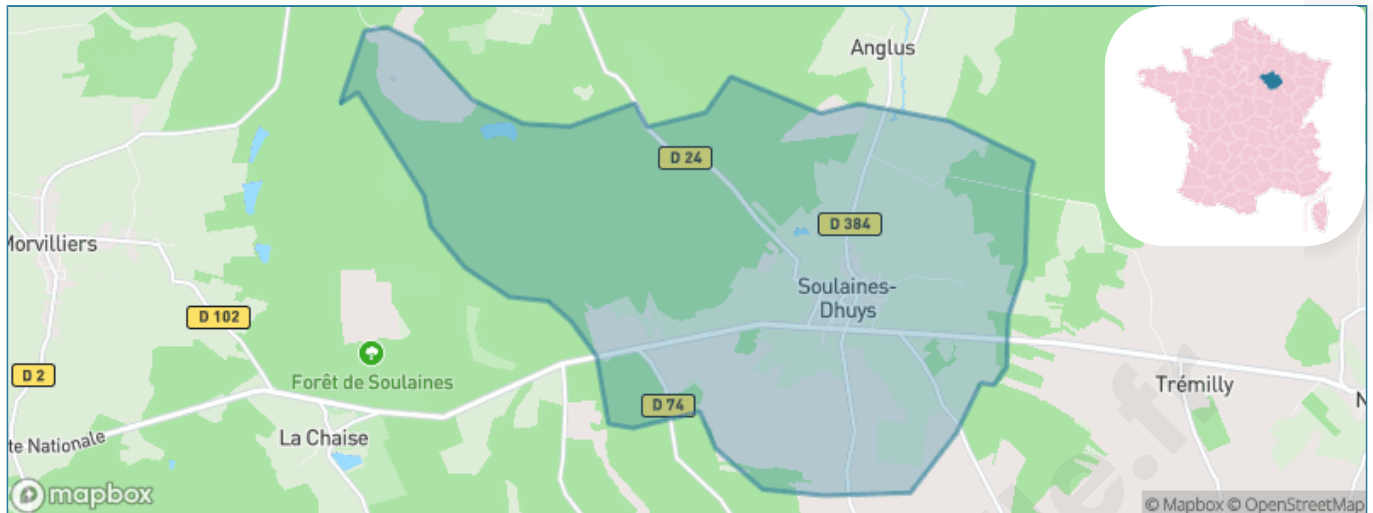 Anglus
D 24
D 384
Morvilliers
Soulaines-
Dhuys
D 102
D 2
Forêt de Soulaines
Trémilly
D 74
La Chaise
te Nationale
mapbox
© Mapbox © OpenStreetMap